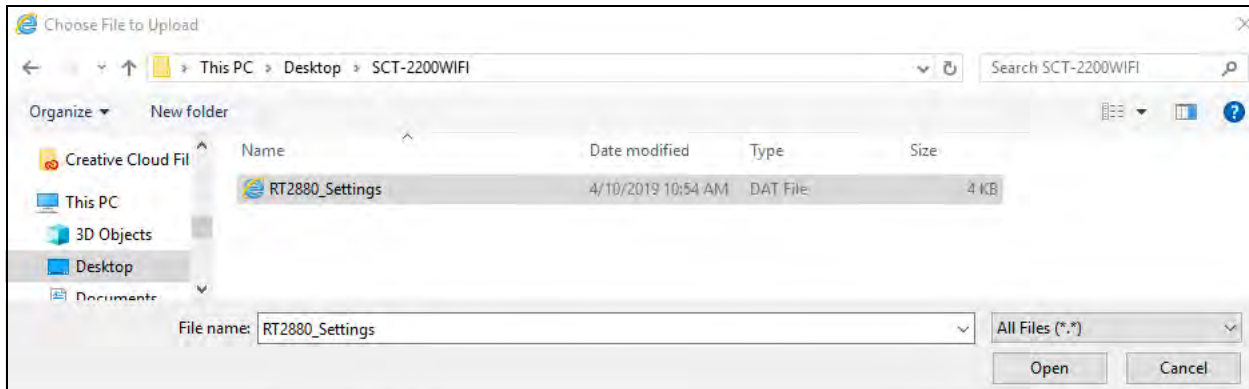 Choose File to Upload
This PC > Desktop > SCT-2200WIFI
Search SCT-2200WIFI
Organize
New folder
Name
Date modified
Type
Size
Creative Cloud Fil
RT2880_Settings
4/10/2019 10:54 AM
DAT File
4 KB
This PC
3D Objects
Desktop
Documents
File name:
RT2880_Settings
All Files (*.*)
Open
Cancel